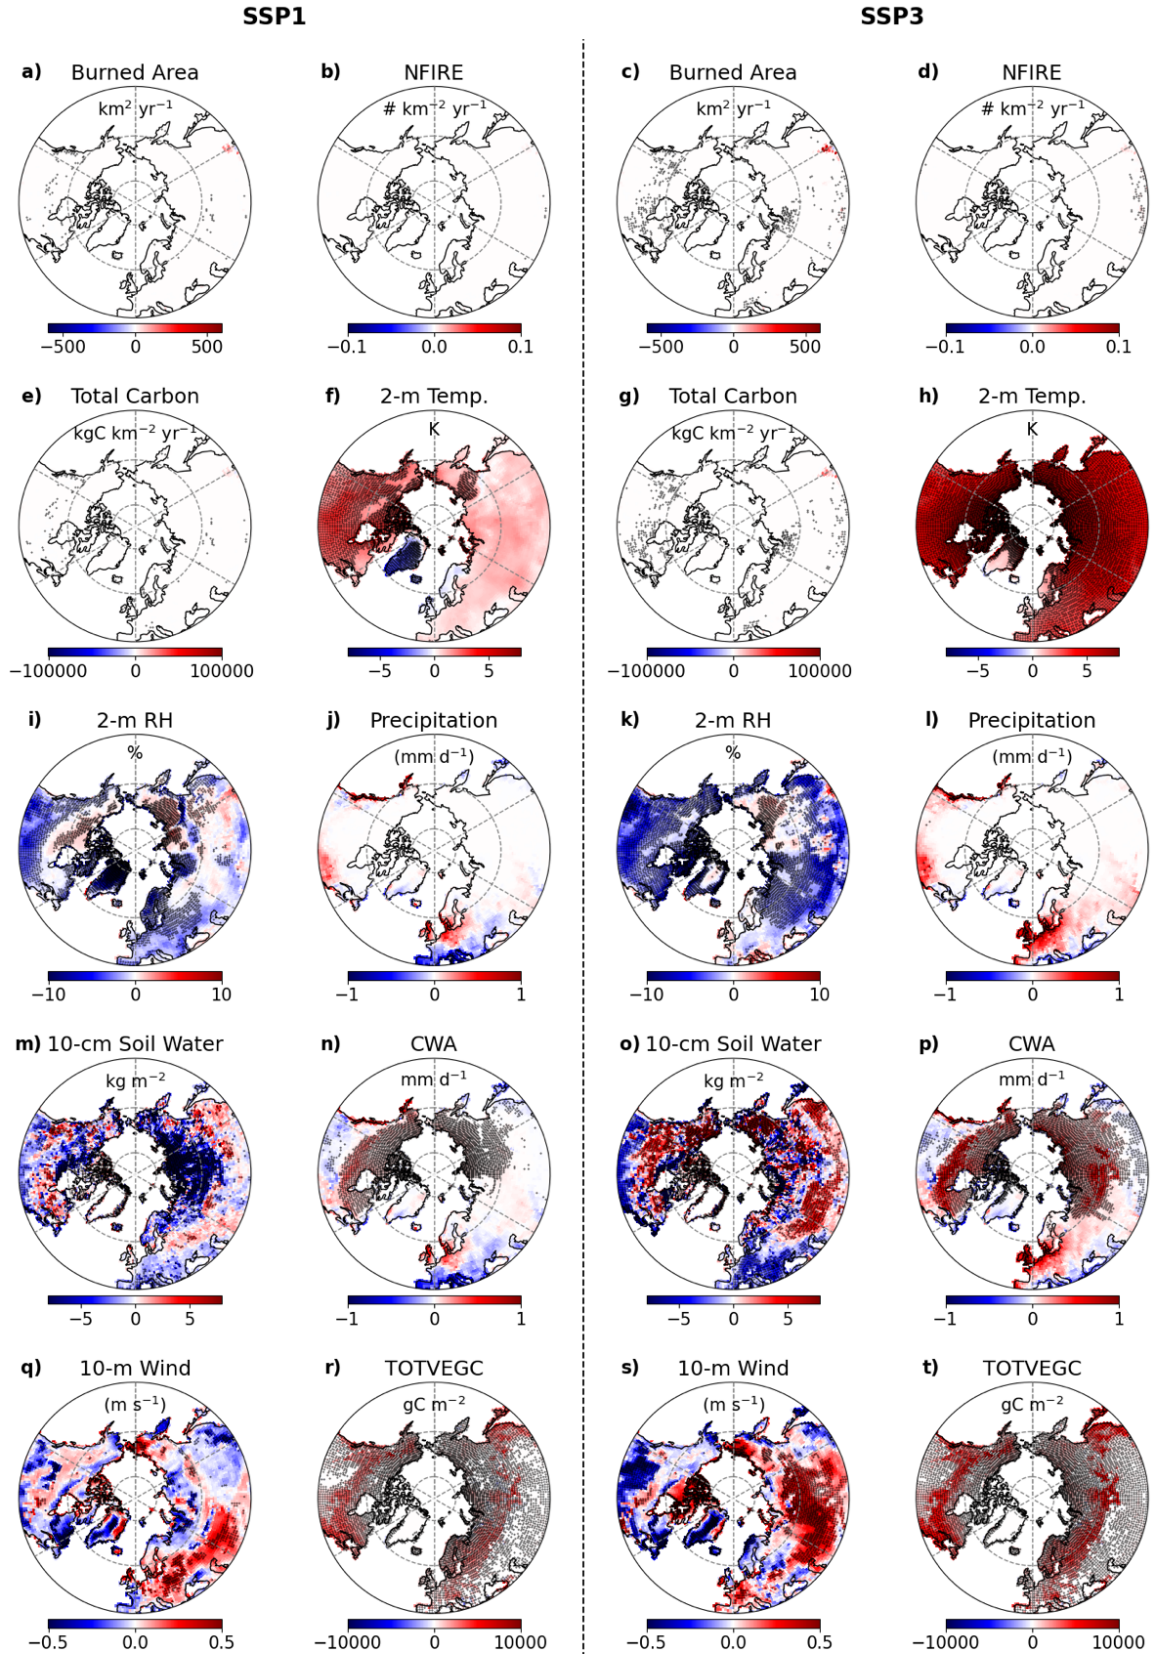 SSP1 SSP3
a) Burned Area b) NFIRE c) Burned Area d) NFIRE
km² yr⁻¹ # km⁻² yr⁻¹ km² yr⁻¹ # km⁻² yr⁻¹
−500 0 500 −0.1 0.0 0.1 −500 0 500 −0.1 0.0 0.1
e) Total Carbon f) 2-m Temp. g) Total Carbon h) 2-m Temp.
kgC km⁻² yr⁻¹ K kgC km⁻² yr⁻¹ K
−100000 0 100000 −5 0 5 −100000 0 100000 −5 0 5
i) 2-m RH j) Precipitation k) 2-m RH l) Precipitation
% (mm d⁻¹) % (mm d⁻¹)
−10 0 10 −1 0 1 −10 0 10 −1 0 1
m) 10-cm Soil Water n) CWA o) 10-cm Soil Water p) CWA
kg m⁻² mm d⁻¹ kg m⁻² mm d⁻¹
−5 0 5 −1 0 1 −5 0 5 −1 0 1
q) 10-m Wind r) TOTVEGC s) 10-m Wind t) TOTVEGC
(m s⁻¹) gC m⁻² (m s⁻¹) gC m⁻²
−0.5 0.0 0.5 −10000 0 10000 −0.5 0.0 0.5 −10000 0 10000